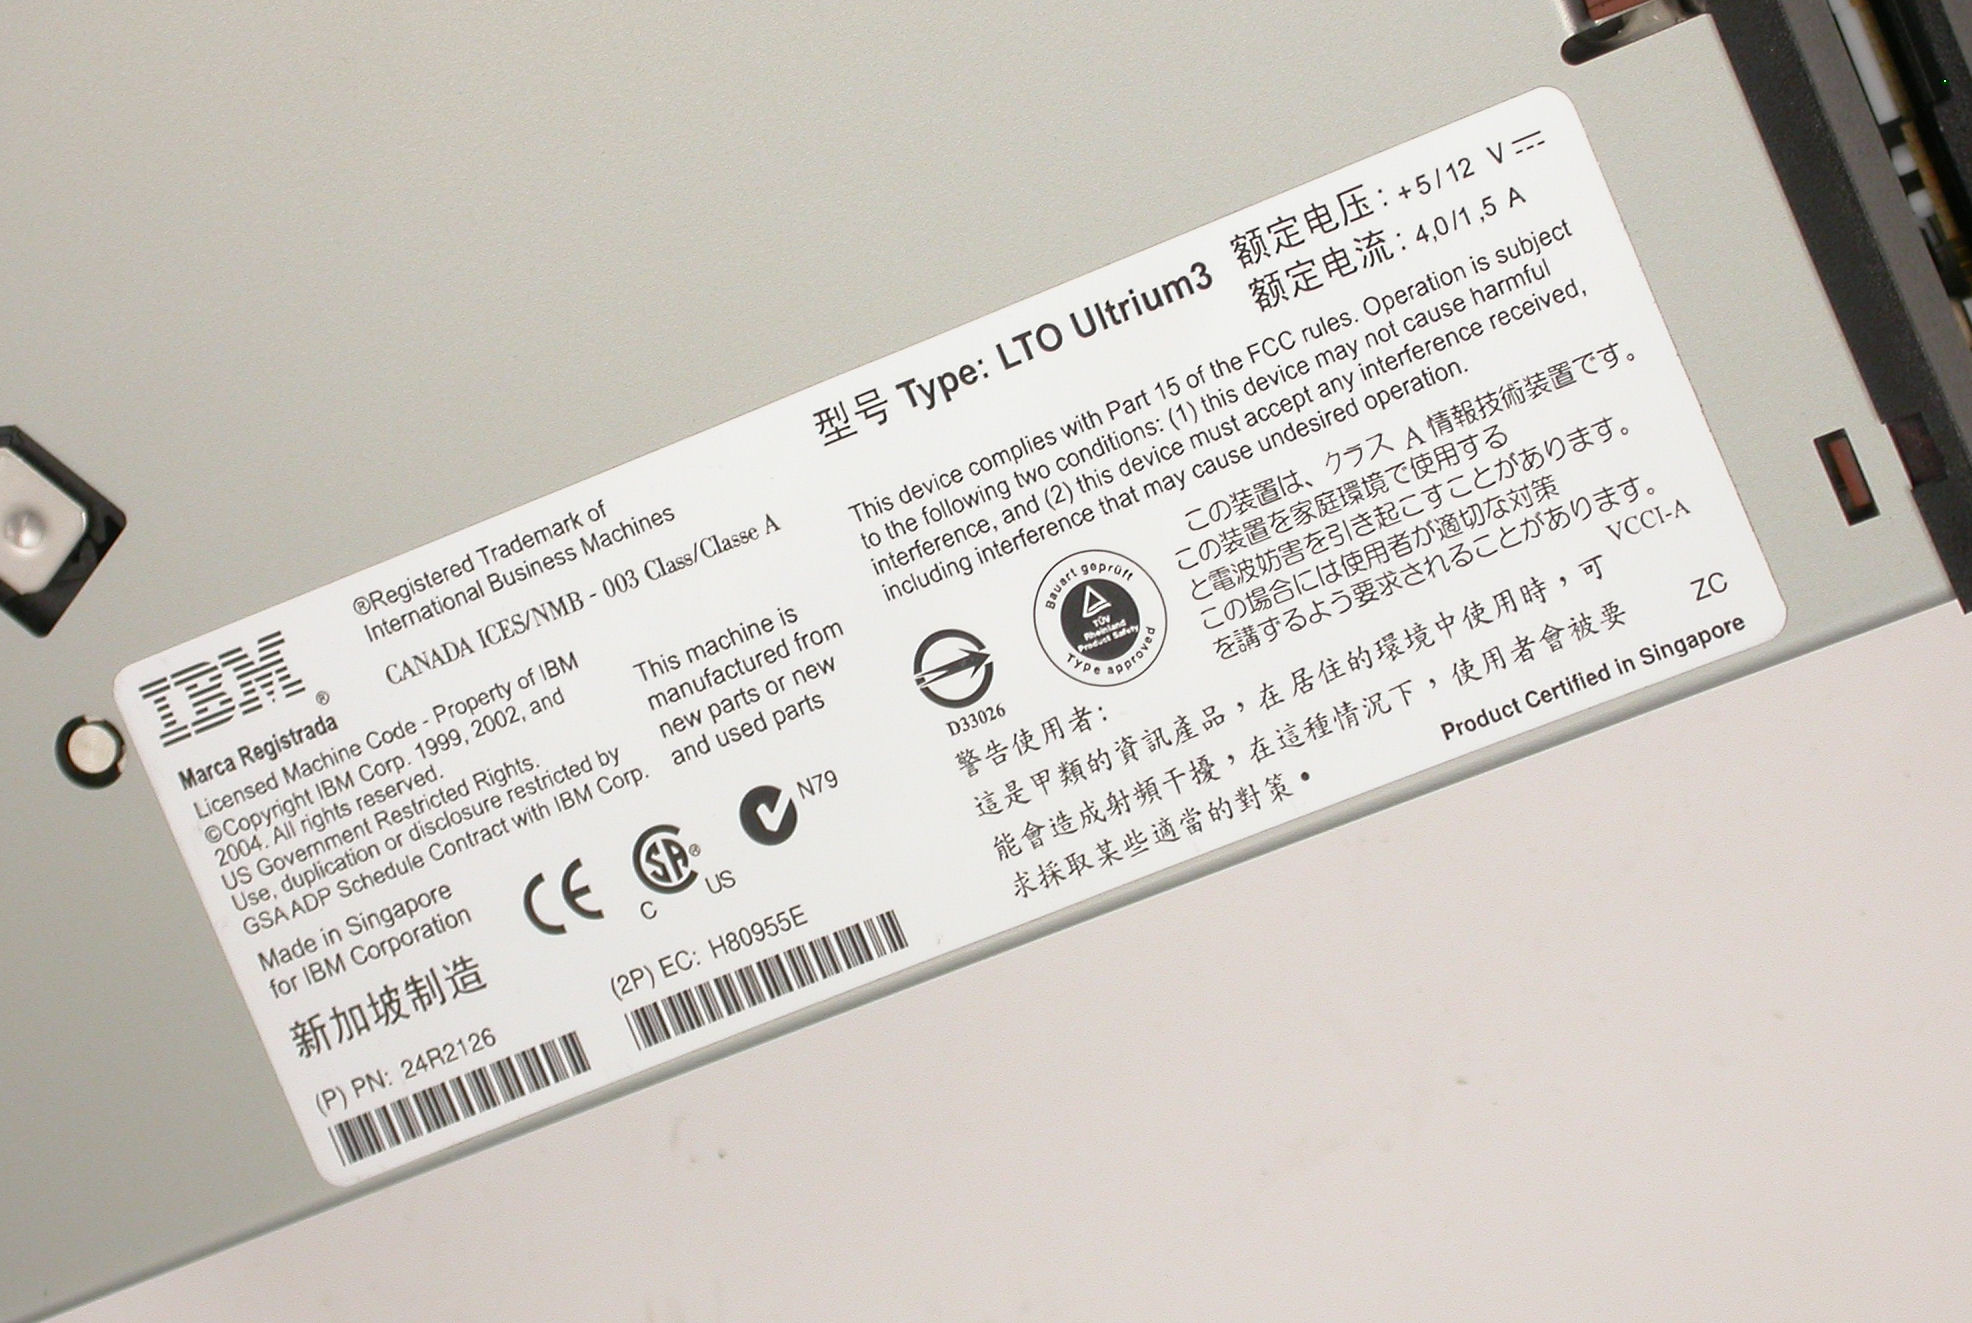 IBM ®
Marca Registrada
®Registered Trademark of
International Business Machines
CANADA ICES/NMB - 003 Class/Classe A
Licensed Machine Code - Property of IBM
©Copyright IBM Corp. 1999, 2002, and
2004. All rights reserved.
US Government Restricted Rights.
Use, duplication or disclosure restricted by
GSA ADP Schedule Contract with IBM Corp.
This machine is
manufactured from
new parts or new
and used parts
Made in Singapore
for IBM Corporation
新加坡制造
CE
C SA ® US
N79
(P) PN: 24R2126
(2P) EC: H80955E
型号 Type: LTO Ultrium3
额定电压: +5/12 V
额定电流: 4,0/1,5 A
This device complies with Part 15 of the FCC rules. Operation is subject
to the following two conditions: (1) this device may not cause harmful
interference, and (2) this device must accept any interference received,
including interference that may cause undesired operation.
D33026
Bauart geprüft
TÜV
Rheinland
Product Safety
Type approved
この装置は、クラス A 情報技術装置です。
この装置を家庭環境で使用する
と電波妨害を引き起こすことがあります。
この場合には使用者が適切な対策
を講ずるよう要求されることがあります。
VCCI-A
警告使用者:
這是甲類的資訊產品，在居住的環境中使用時，可
能會造成射頻干擾，在這種情況下，使用者會被要
求採取某些適當的對策•
ZC
Product Certified in Singapore